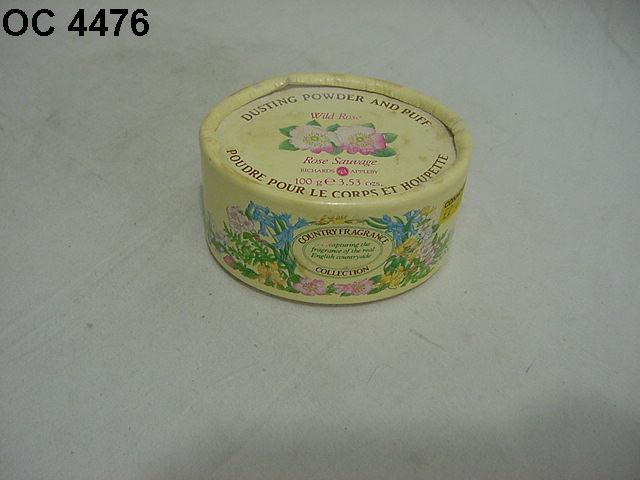 OC 4476
DUSTING POWDER AND PUFF
Wild Rose
Rose Sauvage
RICHARDS APPLEBY
100 g ℮ 3.53 ozs.
POUDRE POUR LE CORPS ET HOUPETTE
COUNTRY FRAGRANCE
...capturing the
fragrance of the real
English countryside
COLLECTION